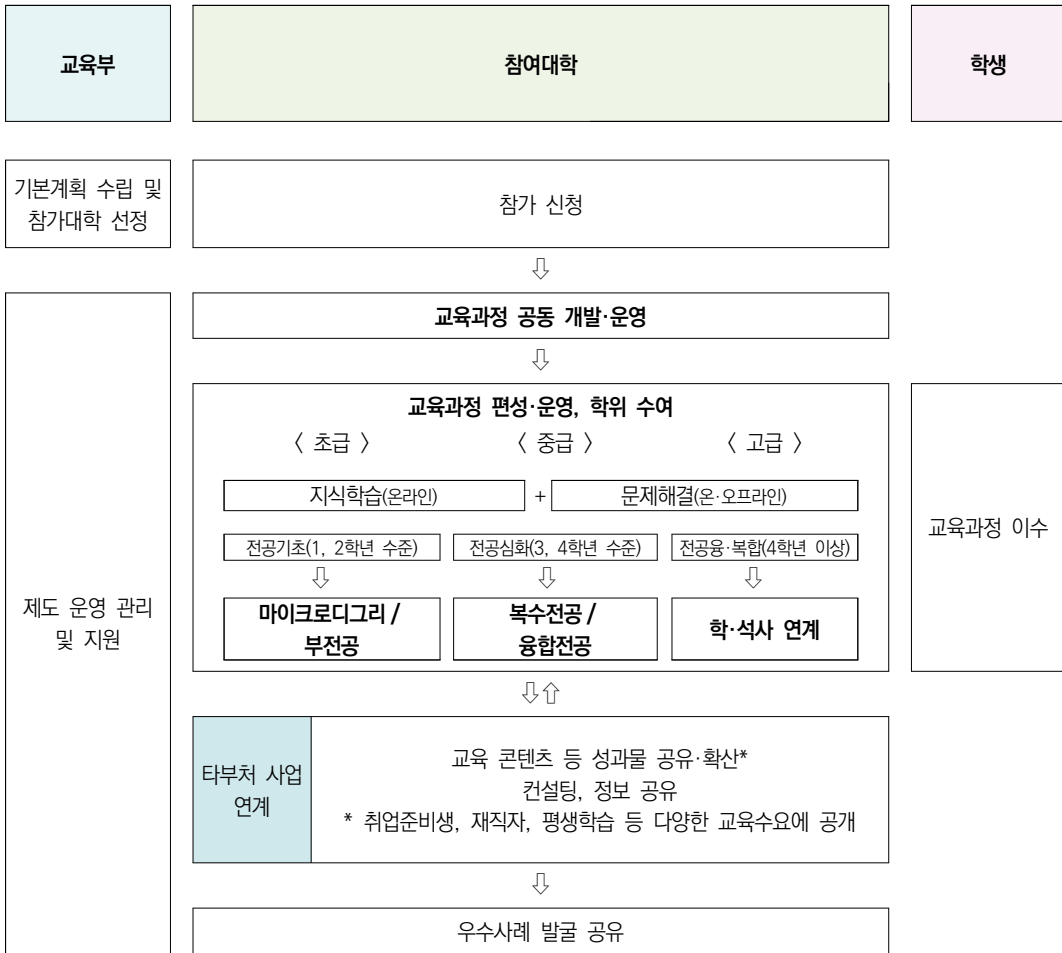 교육부
참여대학
학생
기본계획 수립 및
참가대학 선정
참가 신청
⇩
교육과정 공동 개발·운영
⇩
교육과정 편성·운영, 학위 수여
〈 초급 〉 〈 중급 〉 〈 고급 〉
지식학습(온라인) + 문제해결(온·오프라인)
전공기초(1, 2학년 수준) 전공심화(3, 4학년 수준) 전공융·복합(4학년 이상)
⇩ ⇩ ⇩
마이크로디그리 /
부전공
복수전공 /
융합전공
학·석사 연계
교육과정 이수
제도 운영 관리
및 지원
⇩⇧
타부처 사업
연계
교육 콘텐츠 등 성과물 공유·확산*
컨설팅, 정보 공유
* 취업준비생, 재직자, 평생학습 등 다양한 교육수요에 공개
⇩
우수사례 발굴 공유